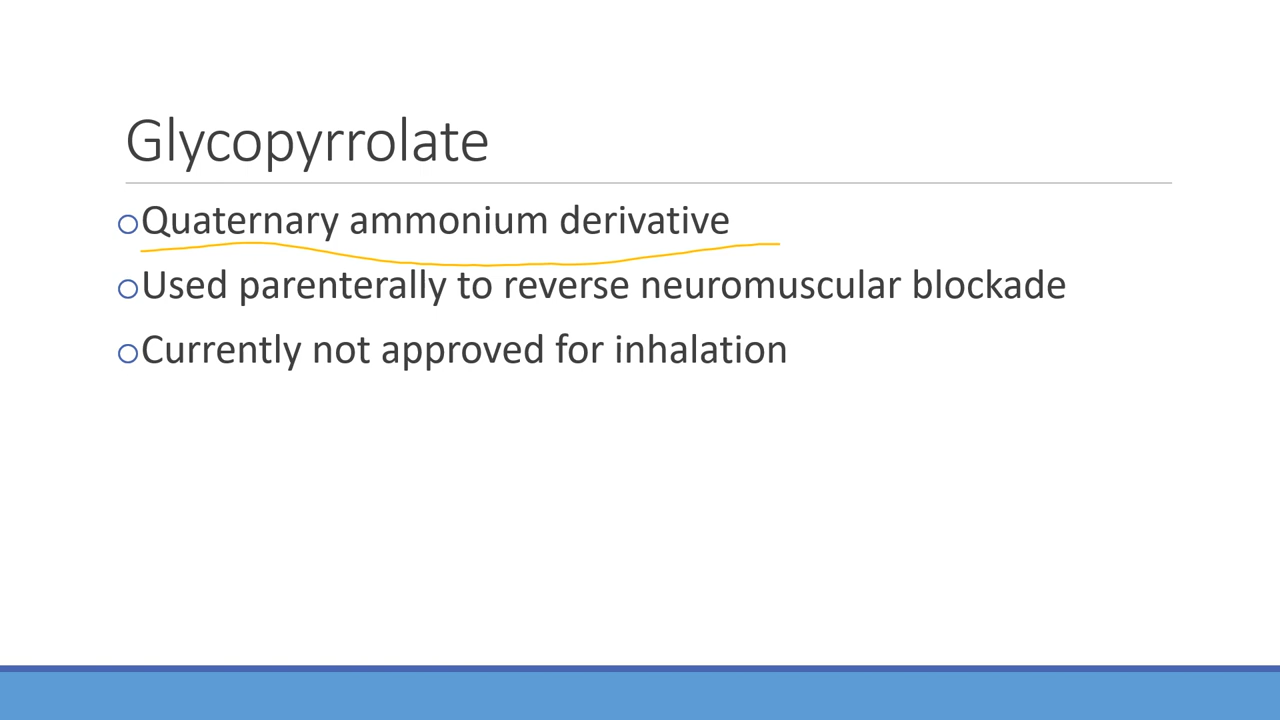 Glycopyrrolate
Quaternary ammonium derivative
Used parenterally to reverse neuromuscular blockade
Currently not approved for inhalation